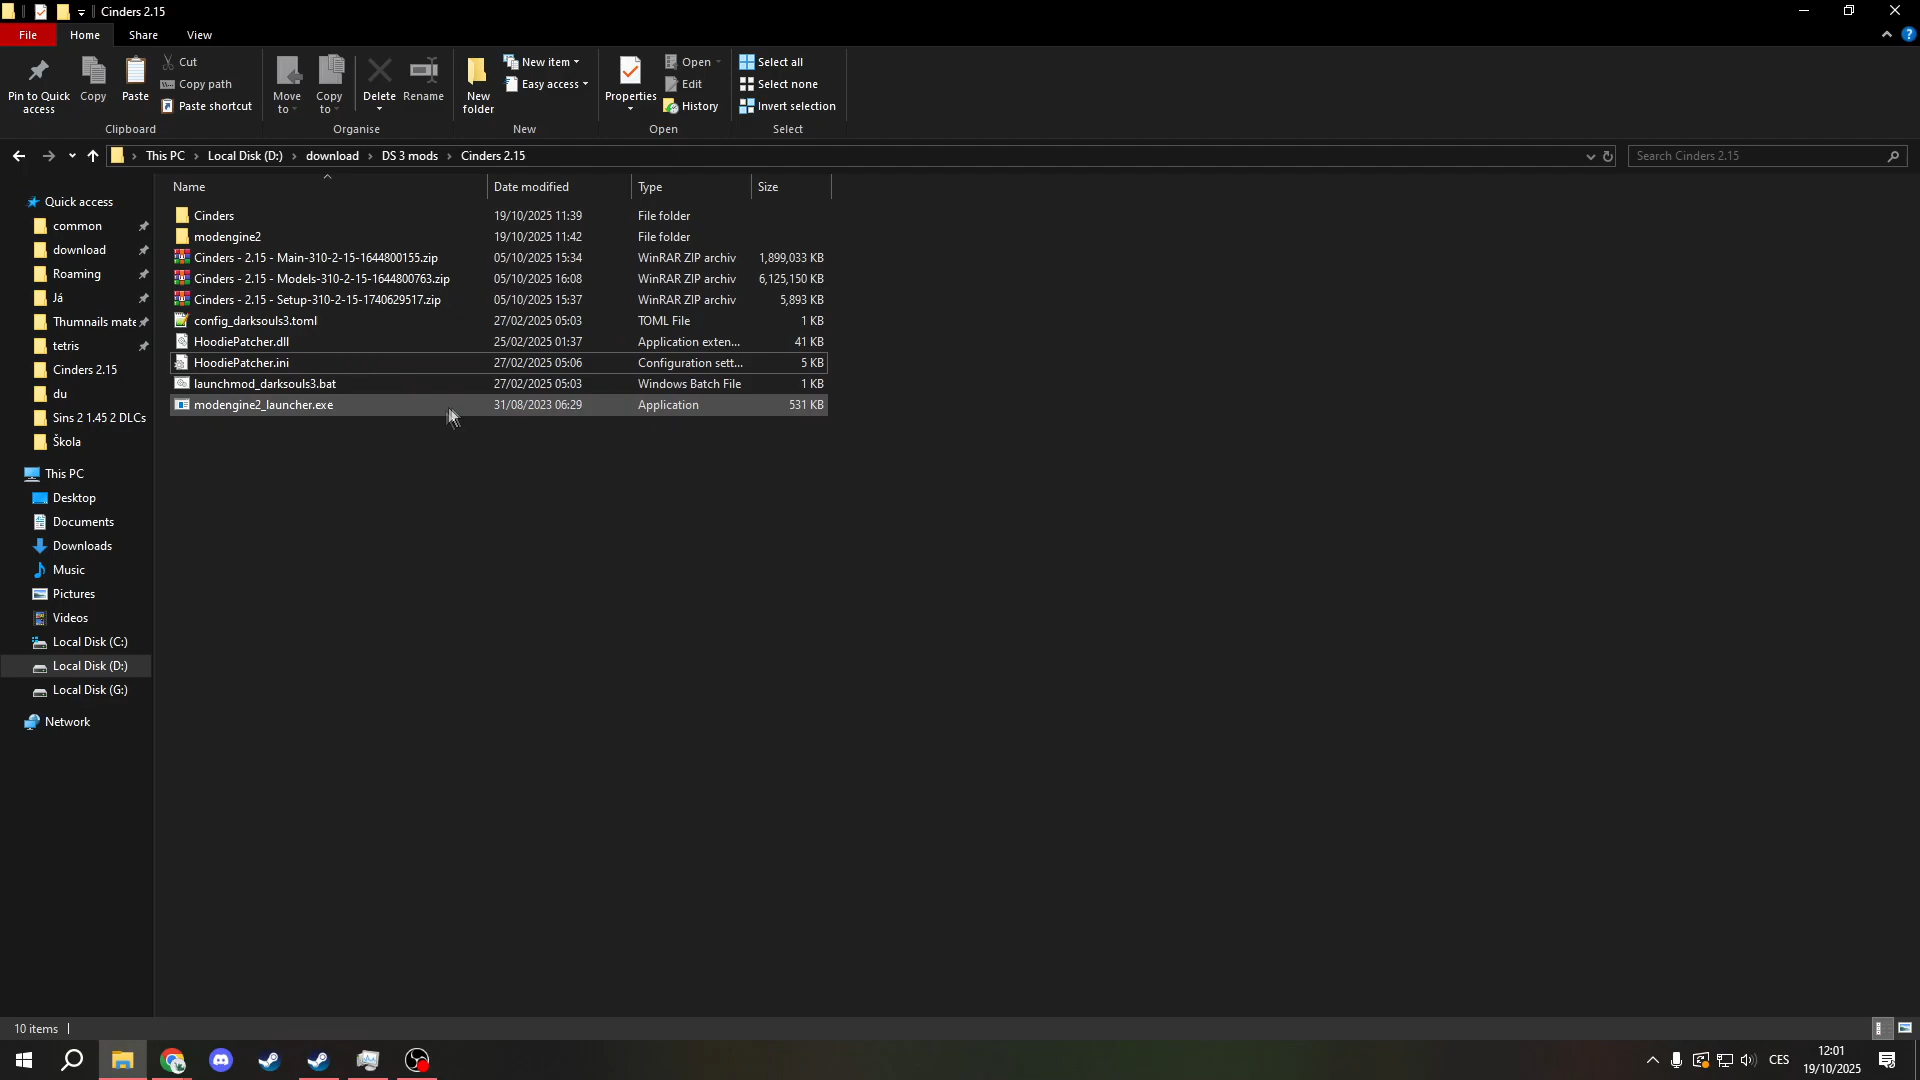 Cinders 2.15
File
Home
Share
View
Pin to Quick access
Copy
Paste
Cut
Copy path
Paste shortcut
Clipboard
Move to
Copy to
Delete
Rename
Organise
New folder
New item
Easy access
New
Properties
Open
Edit
History
Open
Select all
Select none
Invert selection
Select
This PC
Local Disk (D:)
download
DS 3 mods
Cinders 2.15
Search Cinders 2.15
Name
Date modified
Type
Size
Cinders 19/10/2025 11:39 File folder
modengine2 19/10/2025 11:42 File folder
Cinders - 2.15 - Main-310-2-15-1644800155.zip 05/10/2025 15:34 WinRAR ZIP archiv 1,899,033 KB
Cinders - 2.15 - Models-310-2-15-1644800763.zip 05/10/2025 16:08 WinRAR ZIP archiv 6,125,150 KB
Cinders - 2.15 - Setup-310-2-15-1740629517.zip 05/10/2025 15:37 WinRAR ZIP archiv 5,893 KB
config_darksouls3.toml 27/02/2025 05:03 TOML File 1 KB
HoodiePatcher.dll 25/02/2025 01:37 Application exten... 41 KB
HoodiePatcher.ini 27/02/2025 05:06 Configuration sett... 5 KB
launchmod_darksouls3.bat 27/02/2025 05:03 Windows Batch File 1 KB
modengine2_launcher.exe 31/08/2023 06:29 Application 531 KB
Quick access
common
download
Roaming
Já
Thumnails mate
tetris
Cinders 2.15
du
Sins 2 1.45 2 DLCs
Škola
This PC
Desktop
Documents
Downloads
Music
Pictures
Videos
Local Disk (C:)
Local Disk (D:)
Local Disk (G:)
Network
10 items
CES
12:01
19/10/2025